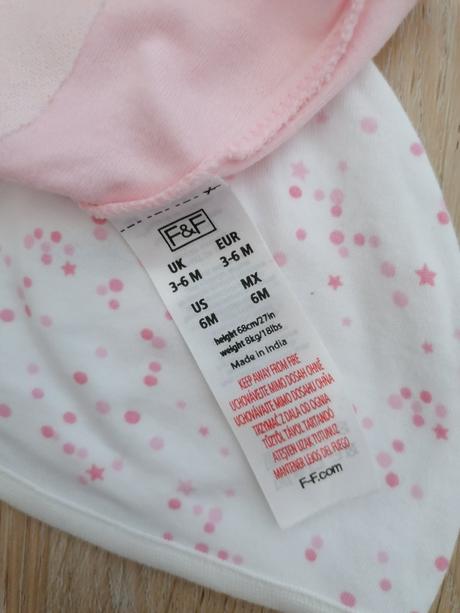 F&F
UK EUR
3-6 M 3-6 M
US MX
6M 6M
height 68cm/27in
weight 8kg/18lbs
Made in India
KEEP AWAY FROM FIRE
UCHOVÁVEJTE MIMO DOSAH OHNĚ
UCHOVÁVAJTE MIMO DOSAHU OHŇA
TRZYMAĆ Z DALA OD OGNIA
TŰZTŐL TÁVOL TARTANDÓ
ATEŞTEN UZAK TUTUNUZ
MANTENER LEJOS DEL FUEGO
F-F.com